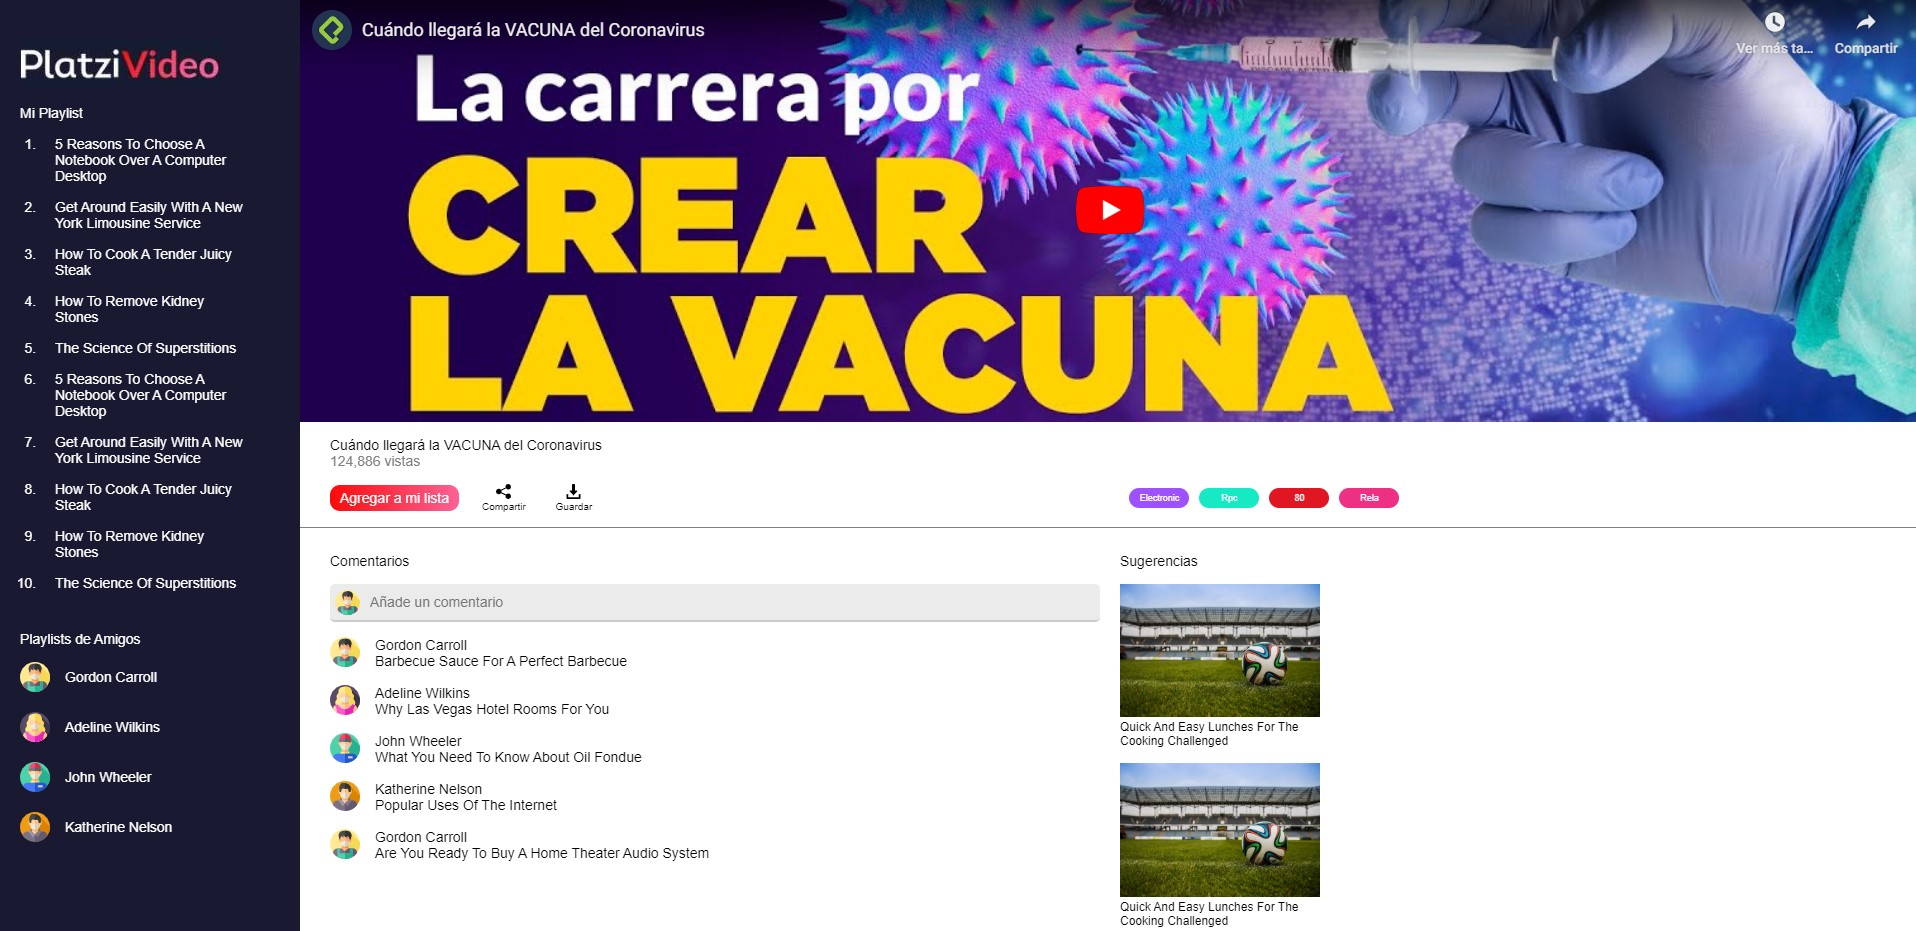 PlatziVideo
Mi Playlist
1. 5 Reasons To Choose A
Notebook Over A Computer
Desktop
2. Get Around Easily With A New
York Limousine Service
3. How To Cook A Tender Juicy
Steak
4. How To Remove Kidney
Stones
5. The Science Of Superstitions
6. 5 Reasons To Choose A
Notebook Over A Computer
Desktop
7. Get Around Easily With A New
York Limousine Service
8. How To Cook A Tender Juicy
Steak
9. How To Remove Kidney
Stones
10. The Science Of Superstitions
Playlists de Amigos
Gordon Carroll
Adeline Wilkins
John Wheeler
Katherine Nelson
Cuándo llegará la VACUNA del Coronavirus
Ver más ta... Compartir
La carrera por
CREAR
LA VACUNA
Cuándo llegará la VACUNA del Coronavirus
124,886 vistas
Agregar a mi lista
Compartir
Guardar
Electronic
Rpc
80
Rela
Comentarios
Añade un comentario
Gordon Carroll
Barbecue Sauce For A Perfect Barbecue
Adeline Wilkins
Why Las Vegas Hotel Rooms For You
John Wheeler
What You Need To Know About Oil Fondue
Katherine Nelson
Popular Uses Of The Internet
Gordon Carroll
Are You Ready To Buy A Home Theater Audio System
Sugerencias
Quick And Easy Lunches For The
Cooking Challenged
Quick And Easy Lunches For The
Cooking Challenged